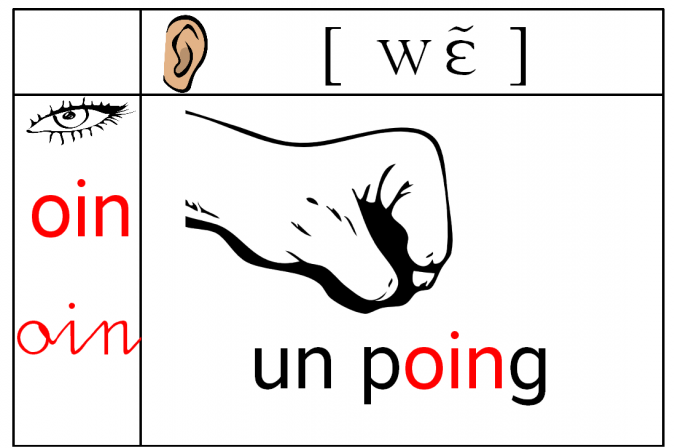 [ wɛ̃ ]
oin
oin
un poing